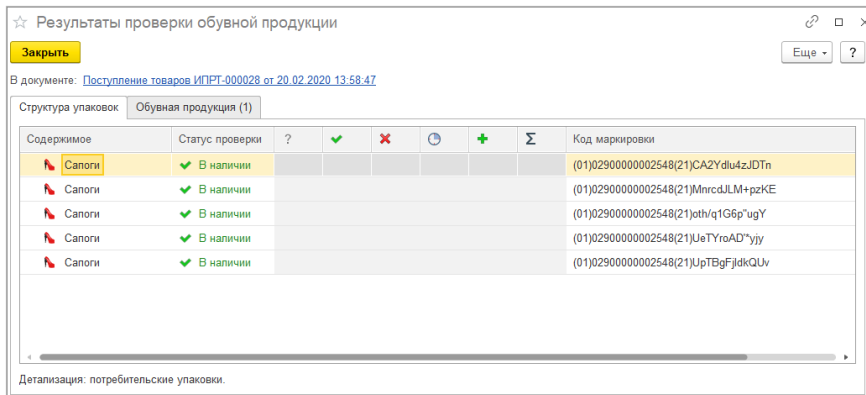 Результаты проверки обувной продукции
Закрыть Еще ?
В документе: Поступление товаров ИПРТ-000028 от 20.02.2020 13:58:47
Структура упаковок Обувная продукция (1)
Содержимое Статус проверки ? Σ Код маркировки
Сапоги В наличии (01)02900000002548(21)CA2Ydlu4zJDTn
Сапоги В наличии (01)02900000002548(21)MnrcdJLM+pzKE
Сапоги В наличии (01)02900000002548(21)oth/q1G6p"ugY
Сапоги В наличии (01)02900000002548(21)UeTYroAD'*yjy
Сапоги В наличии (01)02900000002548(21)UpTBgFjldkQUv
Детализация: потребительские упаковки.